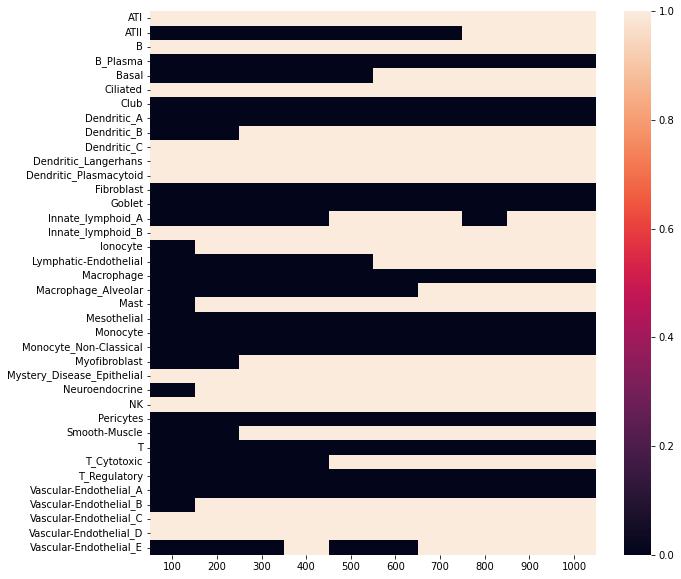 ATI
ATII
B
B_Plasma
Basal
Ciliated
Club
Dendritic_A
Dendritic_B
Dendritic_C
Dendritic_Langerhans
Dendritic_Plasmacytoid
Fibroblast
Goblet
Innate_lymphoid_A
Innate_lymphoid_B
Ionocyte
Lymphatic-Endothelial
Macrophage
Macrophage_Alveolar
Mast
Mesothelial
Monocyte
Monocyte_Non-Classical
Myofibroblast
Mystery_Disease_Epithelial
Neuroendocrine
NK
Pericytes
Smooth-Muscle
T
T_Cytotoxic
T_Regulatory
Vascular-Endothelial_A
Vascular-Endothelial_B
Vascular-Endothelial_C
Vascular-Endothelial_D
Vascular-Endothelial_E
100 200 300 400 500 600 700 800 900 1000
1.0
0.8
0.6
0.4
0.2
0.0